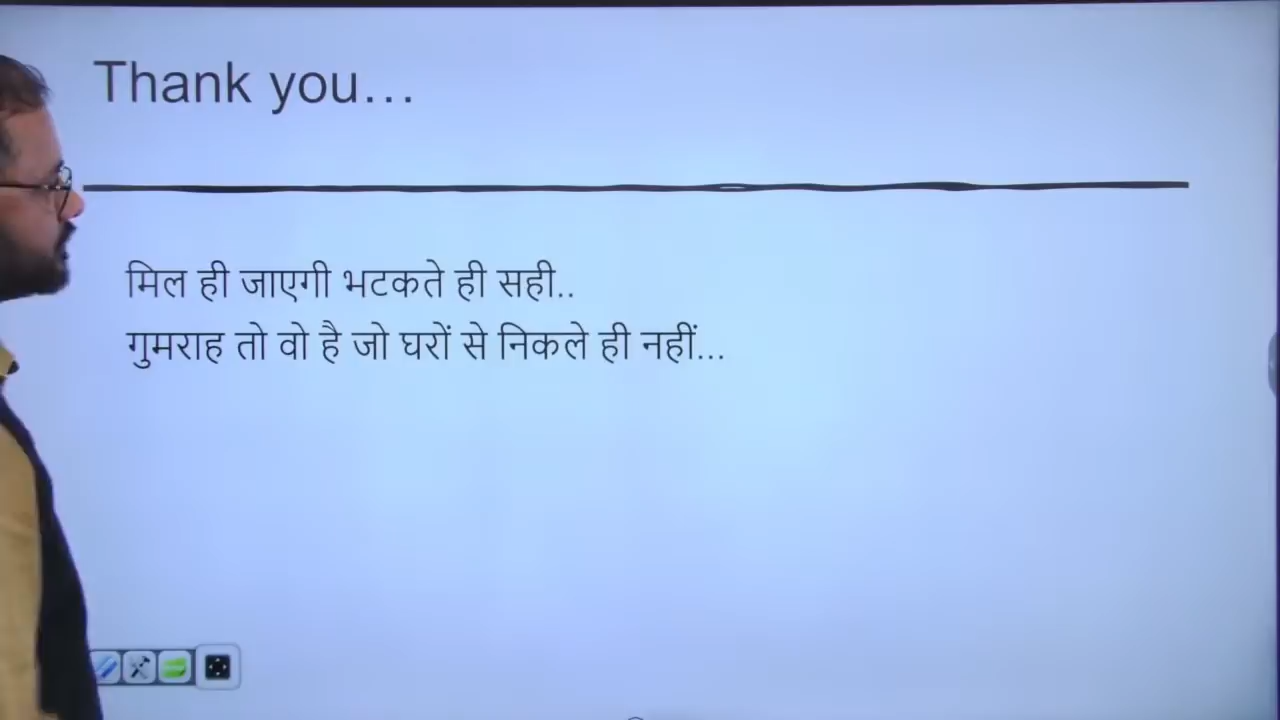 Thank you...
मिल ही जाएगी भटकते ही सही..
गुमराह तो वो है जो घरों से निकले ही नहीं...